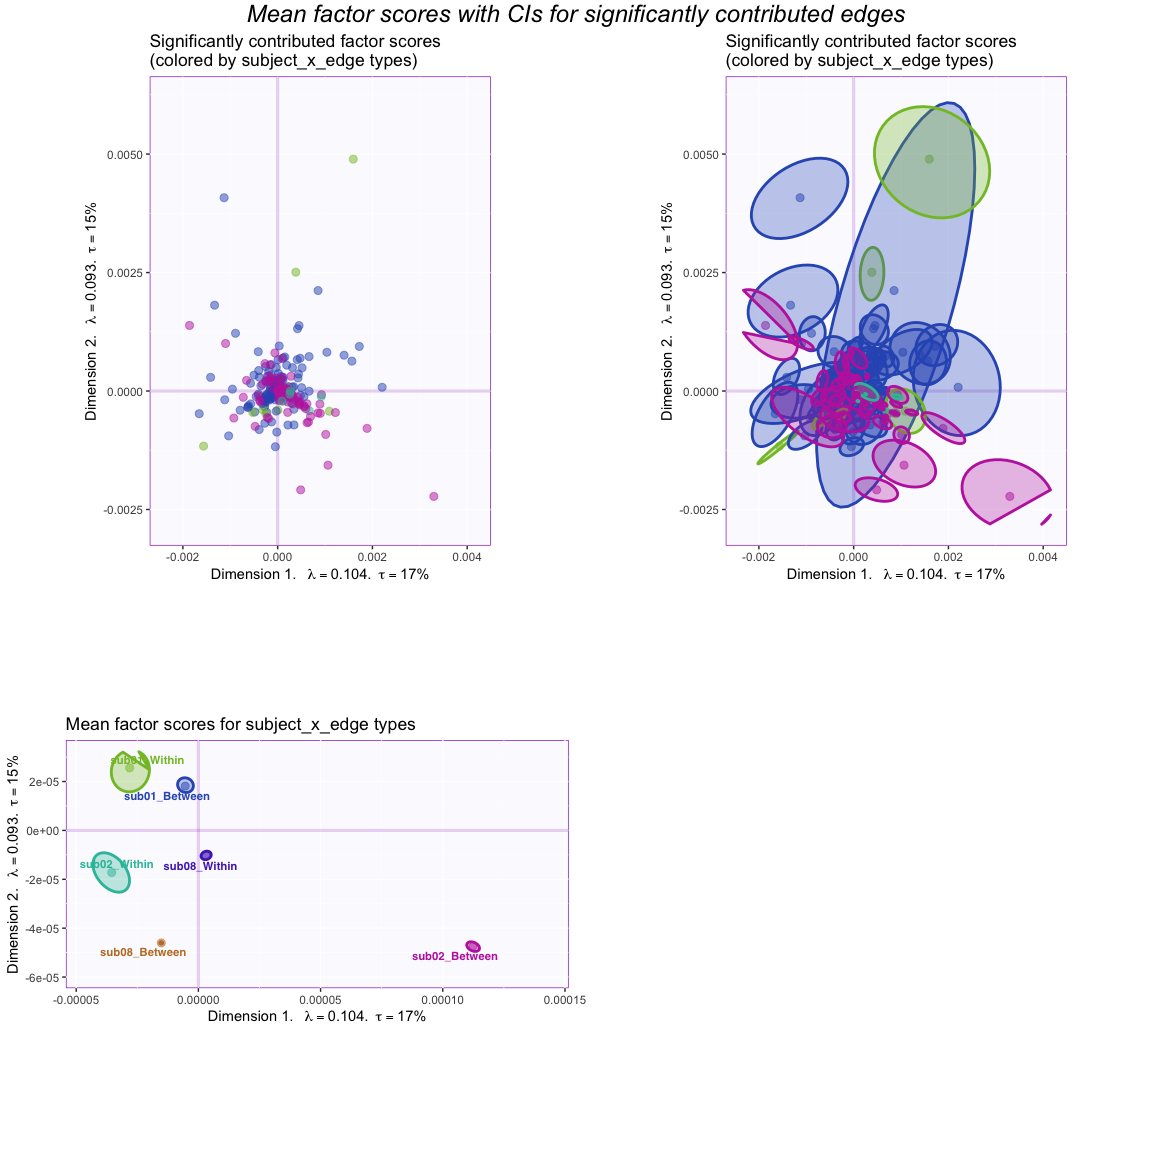 Mean factor scores with CIs for significantly contributed edges
Significantly contributed factor scores
(colored by subject_x_edge types)
0.0050
0.0025
0.0000
-0.0025
-0.002
0.000
0.002
0.004
Dimension 1. λ = 0.104. τ = 17%
Dimension 2. λ = 0.093. τ = 15%
Significantly contributed factor scores
(colored by subject_x_edge types)
0.0050
0.0025
0.0000
-0.0025
-0.002
0.000
0.002
0.004
Dimension 1. λ = 0.104. τ = 17%
Dimension 2. λ = 0.093. τ = 15%
Mean factor scores for subject_x_edge types
2e-05
0e+00
-2e-05
-4e-05
-6e-05
sub01_Within
sub01_Between
sub02_Within
sub08_Within
sub08_Between
sub02_Between
-0.00005
0.00000
0.00005
0.00010
0.00015
Dimension 1. λ = 0.104. τ = 17%
Dimension 2. λ = 0.093. τ = 15%